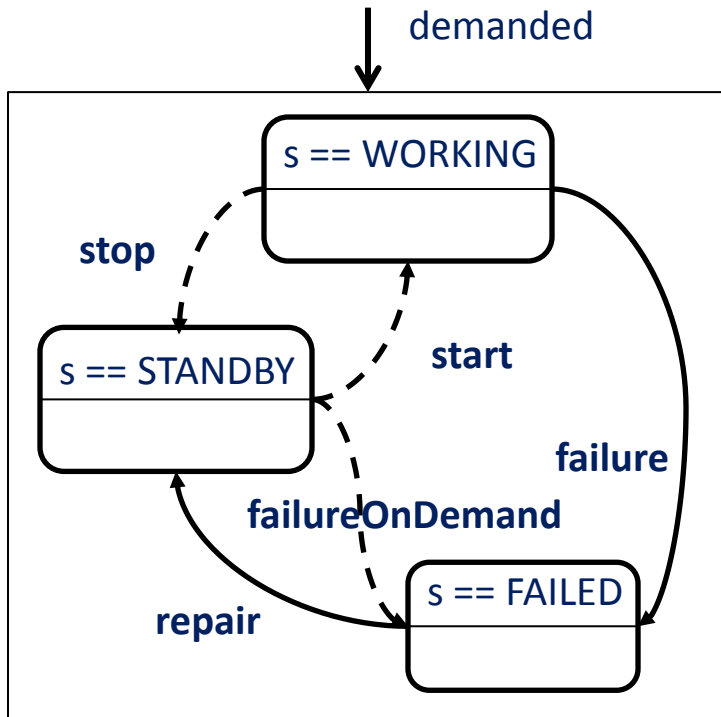 demanded
s == WORKING
stop
start
s == STANDBY
failure
failureOnDemand
s == FAILED
repair